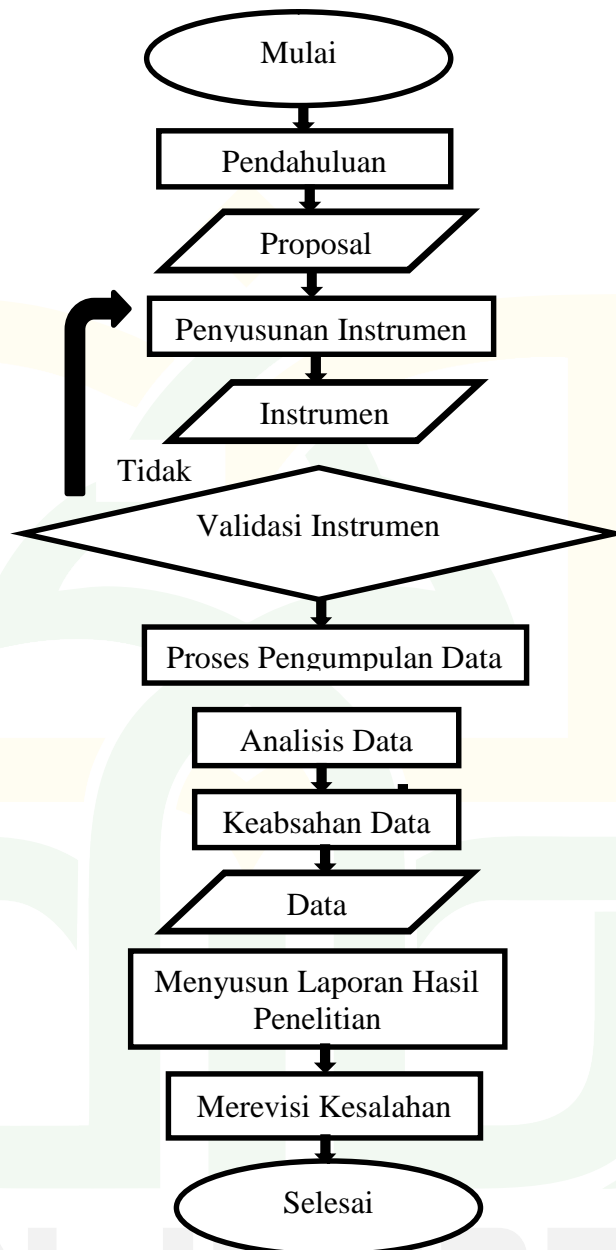 Mulai
Pendahuluan
Proposal
Penyusunan Instrumen
Instrumen
Tidak
Validasi Instrumen
Proses Pengumpulan Data
Analisis Data
Keabsahan Data
Data
Menyusun Laporan Hasil
Penelitian
Merevisi Kesalahan
Selesai